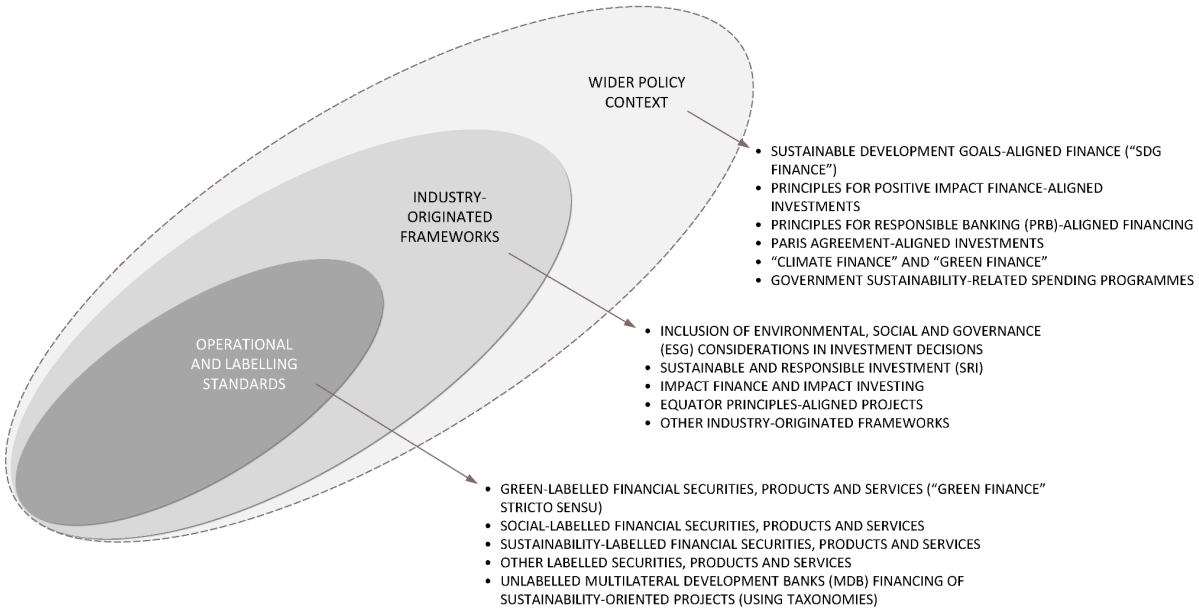 WIDER POLICY
CONTEXT
• SUSTAINABLE DEVELOPMENT GOALS-ALIGNED FINANCE (“SDG
FINANCE”)
• PRINCIPLES FOR POSITIVE IMPACT FINANCE-ALIGNED
INVESTMENTS
• PRINCIPLES FOR RESPONSIBLE BANKING (PRB)-ALIGNED FINANCING
• PARIS AGREEMENT-ALIGNED INVESTMENTS
• “CLIMATE FINANCE” AND “GREEN FINANCE”
• GOVERNMENT SUSTAINABILITY-RELATED SPENDING PROGRAMMES
INDUSTRY-
ORIGINATED
FRAMEWORKS
• INCLUSION OF ENVIRONMENTAL, SOCIAL AND GOVERNANCE
(ESG) CONSIDERATIONS IN INVESTMENT DECISIONS
• SUSTAINABLE AND RESPONSIBLE INVESTMENT (SRI)
• IMPACT FINANCE AND IMPACT INVESTING
• EQUATOR PRINCIPLES-ALIGNED PROJECTS
• OTHER INDUSTRY-ORIGINATED FRAMEWORKS
OPERATIONAL
AND LABELLING
STANDARDS
• GREEN-LABELLED FINANCIAL SECURITIES, PRODUCTS AND SERVICES (“GREEN FINANCE”
STRICTO SENSU)
• SOCIAL-LABELLED FINANCIAL SECURITIES, PRODUCTS AND SERVICES
• SUSTAINABILITY-LABELLED FINANCIAL SECURITIES, PRODUCTS AND SERVICES
• OTHER LABELLED SECURITIES, PRODUCTS AND SERVICES
• UNLABELLED MULTILATERAL DEVELOPMENT BANKS (MDB) FINANCING OF
SUSTAINABILITY-ORIENTED PROJECTS (USING TAXONOMIES)